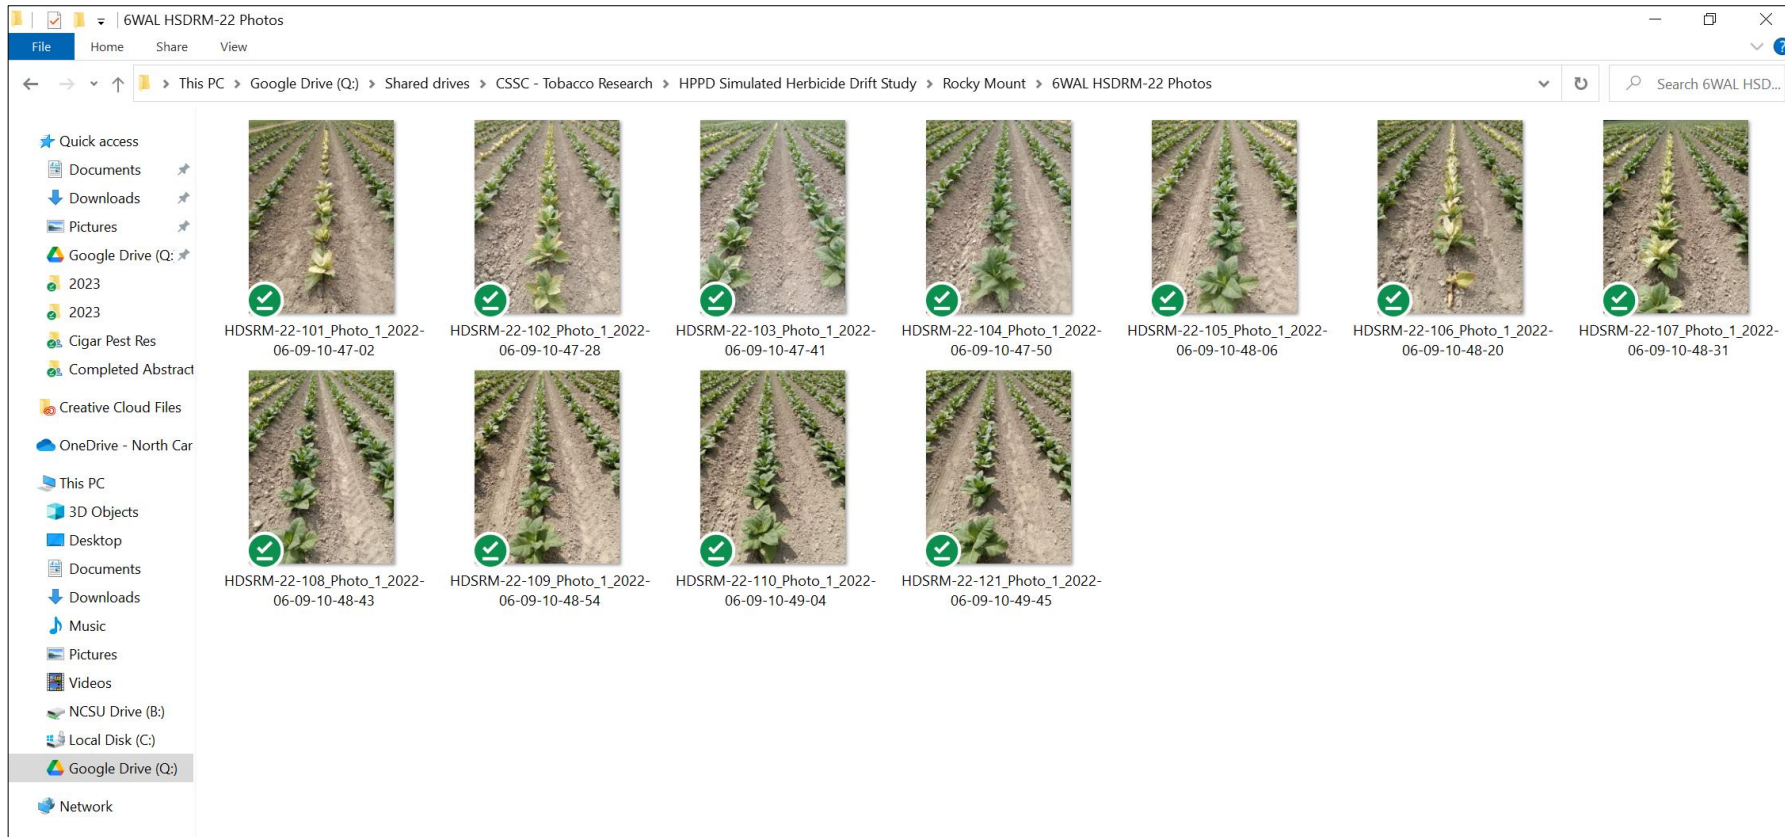 6WAL HSDRM-22 Photos
File Home Share View
This PC > Google Drive (Q:) > Shared drives > CSSC - Tobacco Research > HPPD Simulated Herbicide Drift Study > Rocky Mount > 6WAL HSDRM-22 Photos
Search 6WAL HSD...
Quick access
Documents
Downloads
Pictures
Google Drive (Q:
2023
2023
Cigar Pest Res
Completed Abstract
Creative Cloud Files
OneDrive - North Car
This PC
3D Objects
Desktop
Documents
Downloads
Music
Pictures
Videos
NCSU Drive (B:)
Local Disk (C:)
Google Drive (Q:)
Network
HDSRM-22-101_Photo_1_2022-
06-09-10-47-02
HDSRM-22-102_Photo_1_2022-
06-09-10-47-28
HDSRM-22-103_Photo_1_2022-
06-09-10-47-41
HDSRM-22-104_Photo_1_2022-
06-09-10-47-50
HDSRM-22-105_Photo_1_2022-
06-09-10-48-06
HDSRM-22-106_Photo_1_2022-
06-09-10-48-20
HDSRM-22-107_Photo_1_2022-
06-09-10-48-31
HDSRM-22-108_Photo_1_2022-
06-09-10-48-43
HDSRM-22-109_Photo_1_2022-
06-09-10-48-54
HDSRM-22-110_Photo_1_2022-
06-09-10-49-04
HDSRM-22-121_Photo_1_2022-
06-09-10-49-45